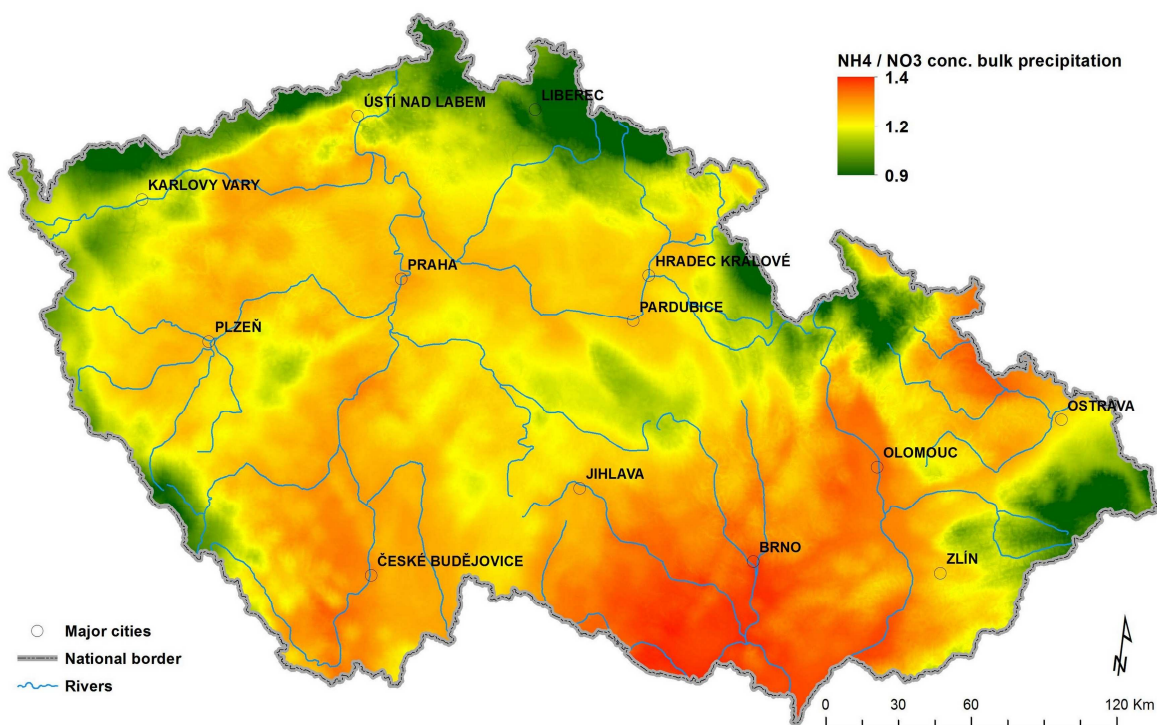 NH4 / NO3 conc. bulk precipitation
1.4
1.2
0.9
ÚSTÍ NAD LABEM
LIBEREC
KARLOVY VARY
PRAHA
HRADEC KRÁLOVÉ
PARDUBICE
PLZEŇ
OSTRAVA
OLOMOUC
JIHLAVA
BRNO
ZLÍN
ČESKÉ BUDĚJOVICE
Major cities
National border
Rivers
N
0 30 60 120 Km